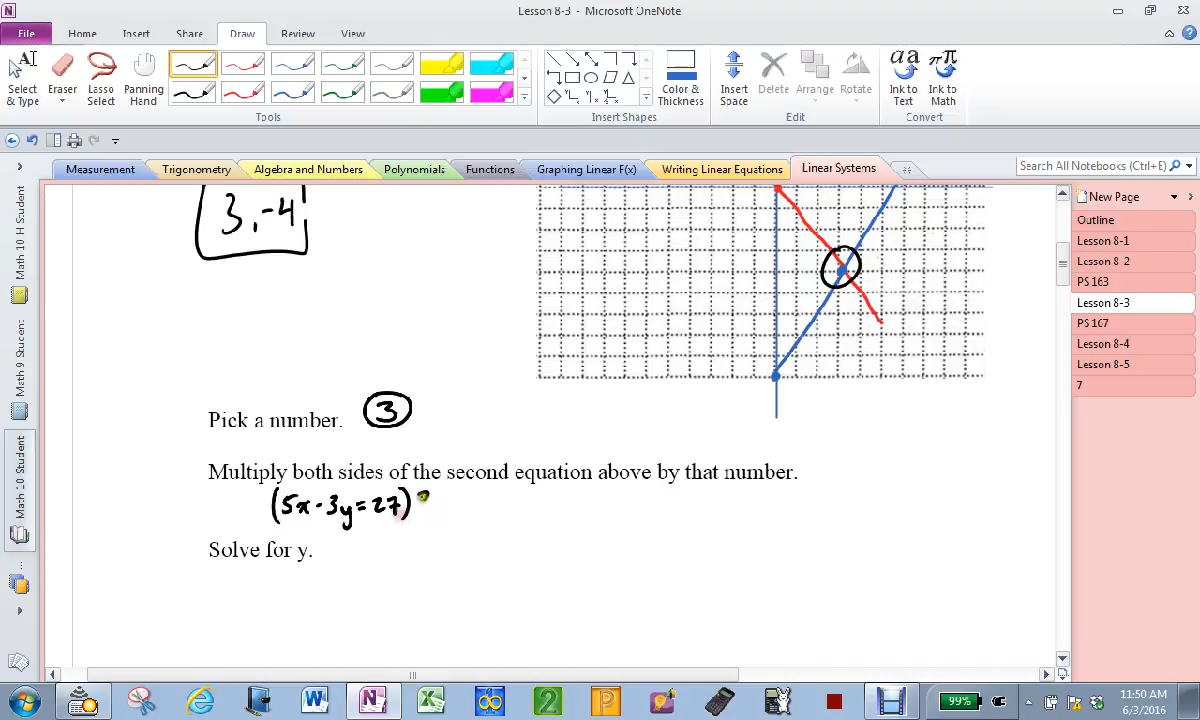 Lesson 8-3 - Microsoft OneNote
File Home Insert Share Draw Review View
Select & Type
Eraser
Lasso Select
Panning Hand
Color & Thickness
Insert Space
Delete
Arrange
Rotate
Ink to Text
Ink to Math
Tools Insert Shapes Edit Convert
Measurement Trigonometry Algebra and Numbers Polynomials Functions Graphing Linear F(x) Writing Linear Equations Linear Systems
Search All Notebooks (Ctrl+E)
New Page
Outline
Lesson 8-1
Lesson 8-2
PS 163
Lesson 8-3
PS 167
Lesson 8-4
Lesson 8-5
7
Math 10 H Student
Math 9 Student
Math 10 Student
3, -4
Pick a number. 3
Multiply both sides of the second equation above by that number.
(5x - 3y = 27)
Solve for y.
99%
11:50 AM
6/3/2016